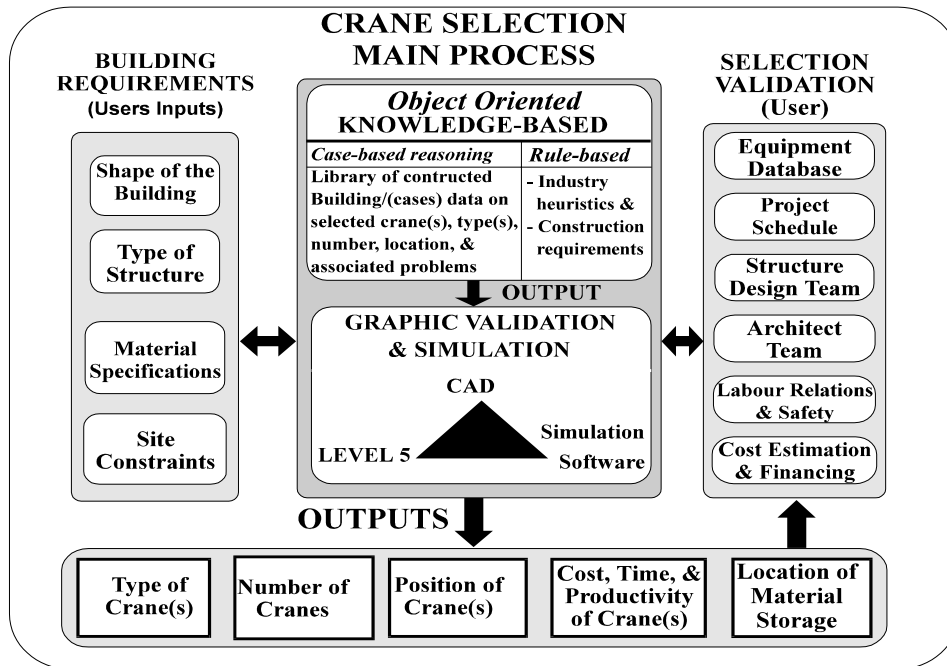 CRANE SELECTION
MAIN PROCESS
BUILDING
REQUIREMENTS
(Users Inputs)
Shape of the
Building
Type of
Structure
Material
Specifications
Site
Constraints
Object Oriented
KNOWLEDGE-BASED
Case-based reasoning
Library of contructed
Building/(cases) data on
selected crane(s), type(s),
number, location, &
associated problems
Rule-based
- Industry
heuristics &
- Construction
requirements
OUTPUT
GRAPHIC VALIDATION
& SIMULATION
CAD
LEVEL 5
Simulation
Software
SELECTION
VALIDATION
(User)
Equipment
Database
Project
Schedule
Structure
Design Team
Architect
Team
Labour Relations
& Safety
Cost Estimation
& Financing
OUTPUTS
Type of
Crane(s)
Number of
Cranes
Position of
Crane(s)
Cost, Time, &
Productivity
of Crane(s)
Location of
Material
Storage